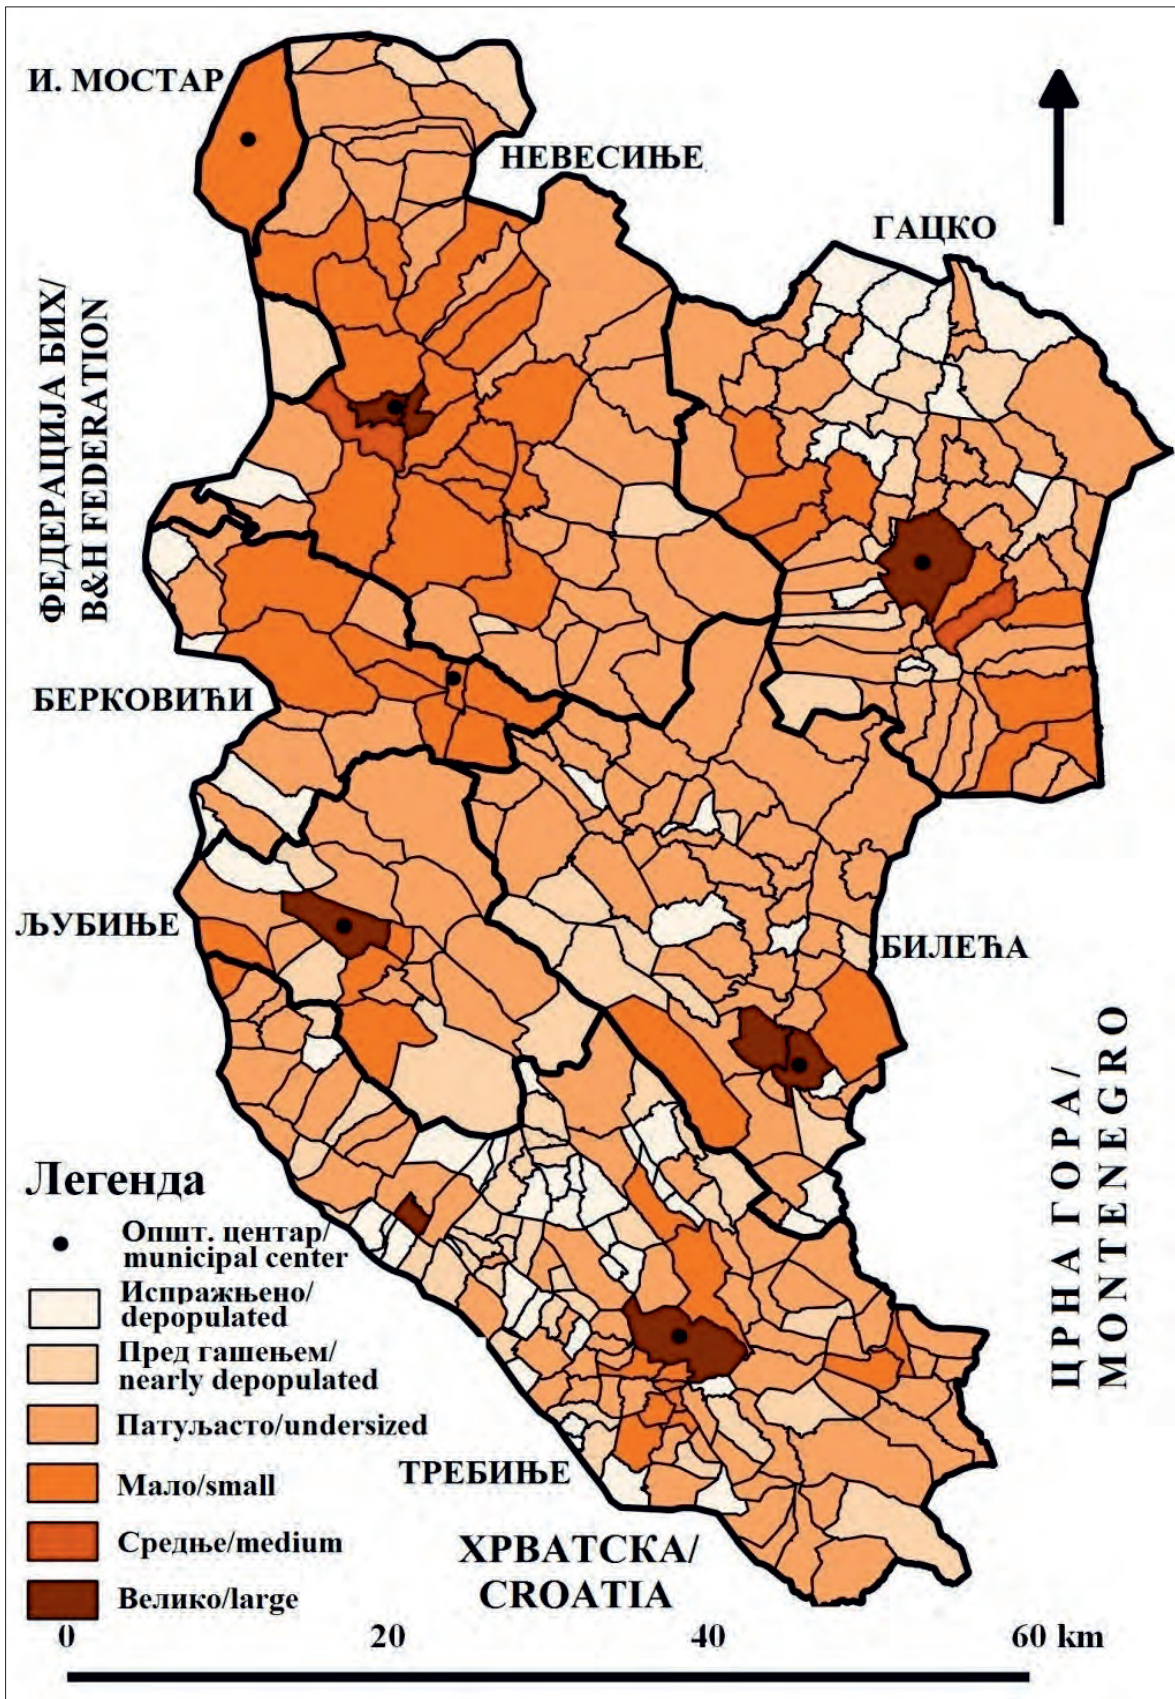 И. МОСТАР
НЕВЕСИЊЕ
ГАЦКО
ФЕДЕРАЦИЈА БИХ/
B&H FEDERATION
БЕРКОВИЋИ
ЉУБИЊЕ
БИЛЕЋА
ЦРНА ГОРА/
MONTENEGRO
Легенда
Општ. центар/
municipal center
Испражњено/
depopulated
Пред гашењем/
nearly depopulated
Патуљасто/undersized
Мало/small
Средње/medium
Велико/large
ТРЕБИЊЕ
ХРВАТСКА/
CROATIA
0 20 40 60 km